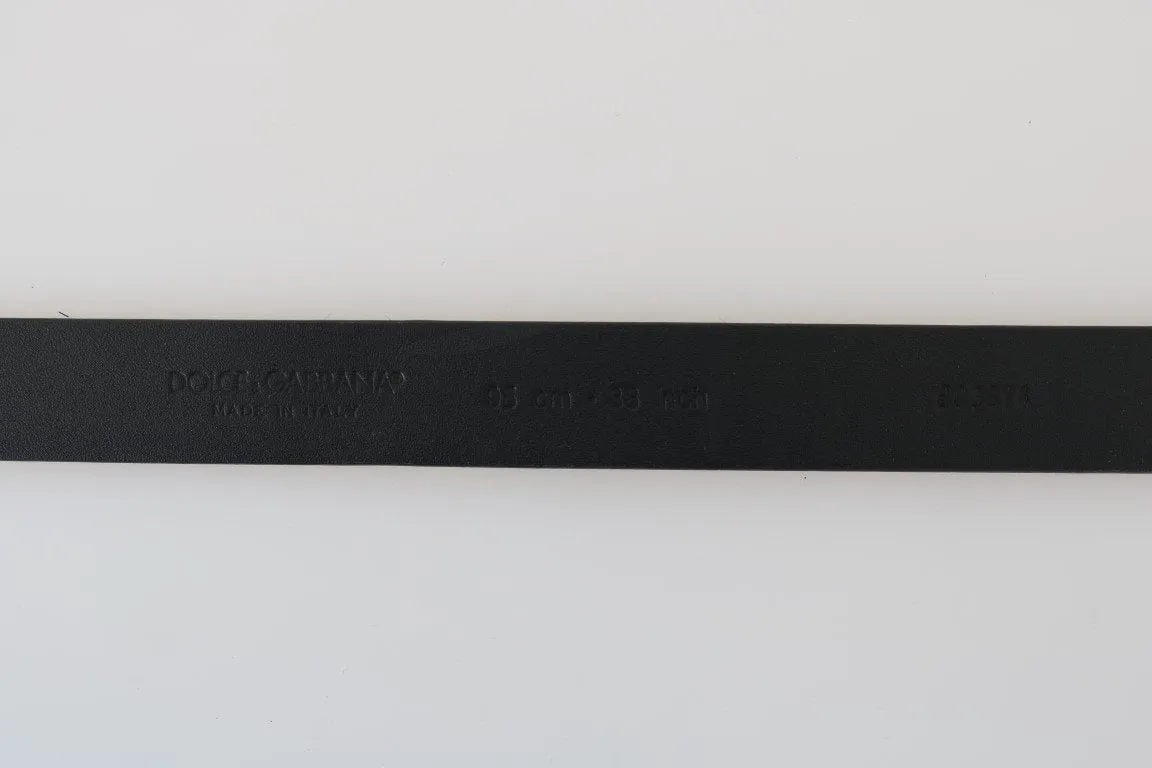 DOLCE & GABBANA
MADE IN ITALY
95 cm - 38 inch